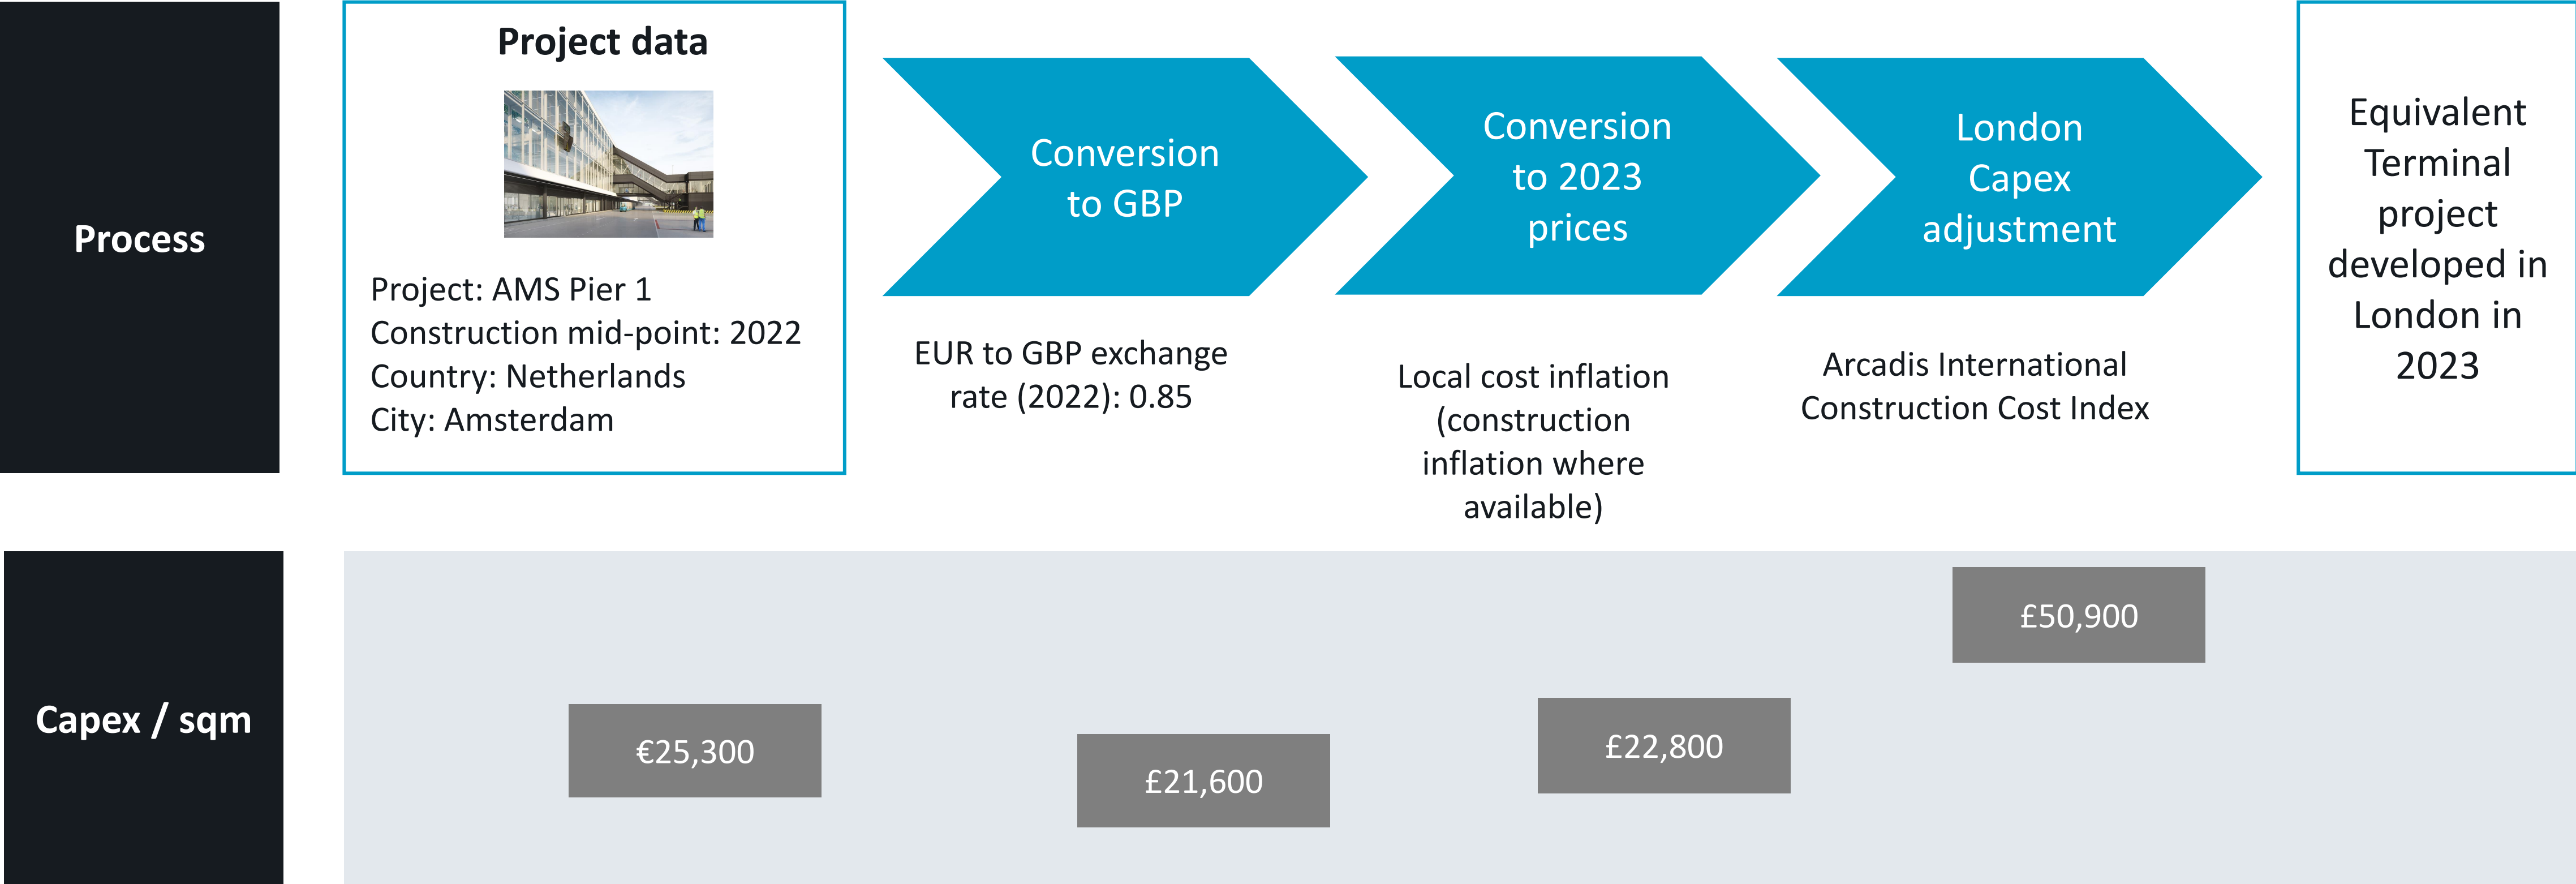 Process
Project data
Project: AMS Pier 1
Construction mid-point: 2022
Country: Netherlands
City: Amsterdam
Conversion
to GBP
EUR to GBP exchange
rate (2022): 0.85
Conversion
to 2023
prices
Local cost inflation
(construction
inflation where
available)
London
Capex
adjustment
Arcadis International
Construction Cost Index
Equivalent
Terminal
project
developed in
London in
2023
Capex / sqm
€25,300
£21,600
£22,800
£50,900